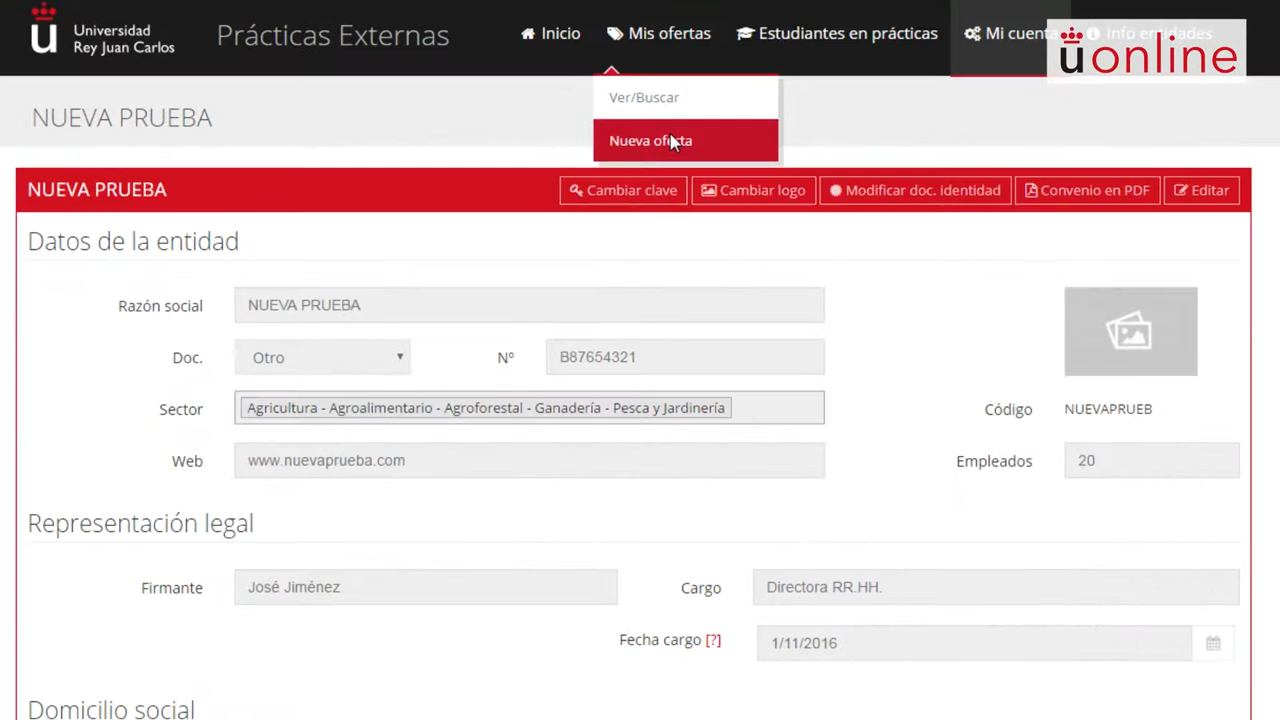 Universidad
Rey Juan Carlos
Prácticas Externas
Inicio
Mis ofertas
Estudiantes en prácticas
Mi cuenta
Info entidades
u online
Ver/Buscar
Nueva oferta
NUEVA PRUEBA
NUEVA PRUEBA
Cambiar clave
Cambiar logo
Modificar doc. identidad
Convenio en PDF
Editar
Datos de la entidad
Razón social
NUEVA PRUEBA
Doc.
Otro
Nº
B87654321
Sector
Agricultura - Agroalimentario - Agroforestal - Ganadería - Pesca y Jardinería
Código
NUEVAPRUEB
Web
www.nuevaprueba.com
Empleados
20
Representación legal
Firmante
José Jiménez
Cargo
Directora RR.HH.
Fecha cargo [?]
1/11/2016
Domicilio social